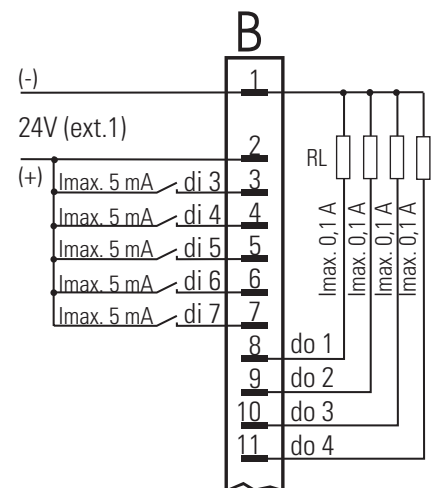 B
(-)
1
24V (ext.1)
2
(+)
Imax. 5 mA di 3 3
Imax. 5 mA di 4 4
Imax. 5 mA di 5 5
Imax. 5 mA di 6 6
Imax. 5 mA di 7 7
8 do 1
9 do 2
10 do 3
11 do 4
RL
Imax. 0,1 A
Imax. 0,1 A
Imax. 0,1 A
Imax. 0,1 A